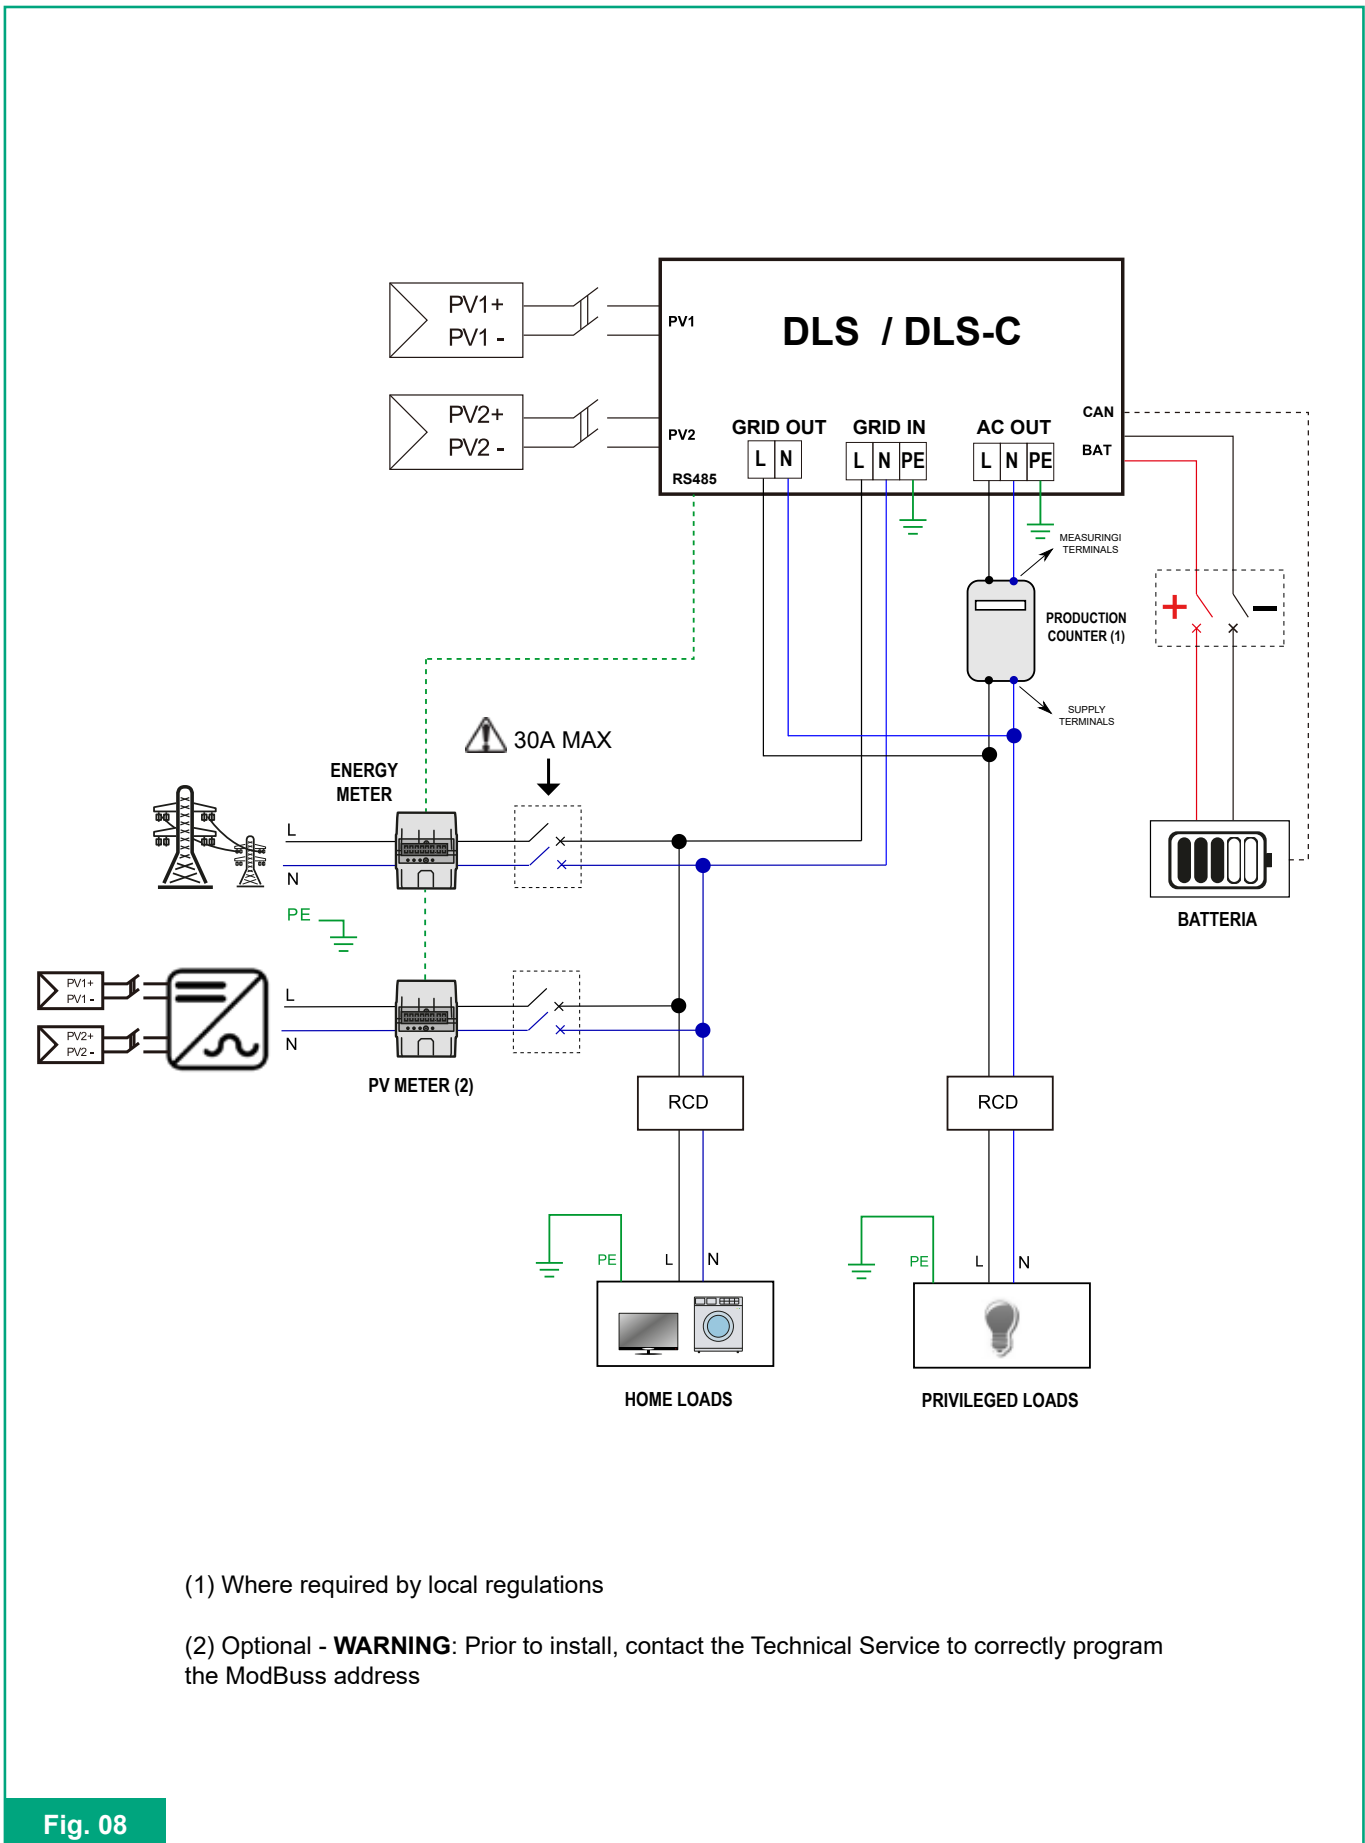 PV1+
PV1 -
PV1
DLS / DLS-C
PV2+
PV2 -
PV2
RS485
GRID OUT
L N
GRID IN
L N PE
AC OUT
L N PE
CAN
BAT
MEASURINGI
TERMINALS
PRODUCTION
COUNTER (1)
SUPPLY
TERMINALS
+
-
30A MAX
ENERGY
METER
L
N
PE
BATTERIA
PV1+
PV1 -
PV2+
PV2 -
L
N
PV METER (2)
RCD
RCD
PE
L
N
PE
L
N
HOME LOADS
PRIVILEGED LOADS
(1) Where required by local regulations
(2) Optional - WARNING: Prior to install, contact the Technical Service to correctly program
the ModBuss address
Fig. 08